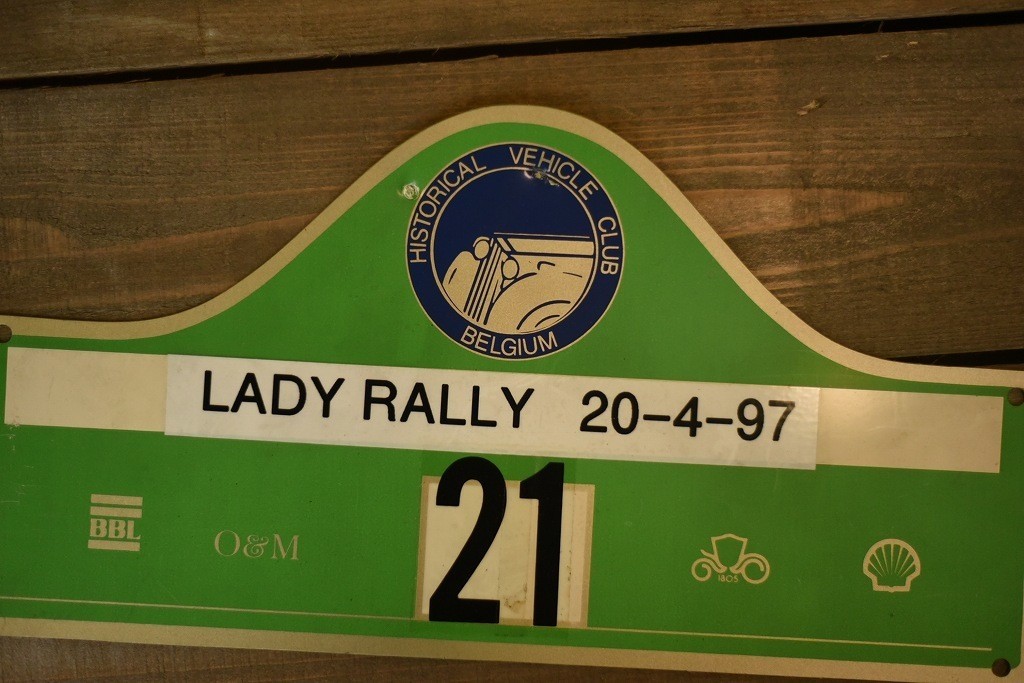 HISTORICAL VEHICLE CLUB
BELGIUM
LADY RALLY 20-4-97
21
BBL
O&M
1805